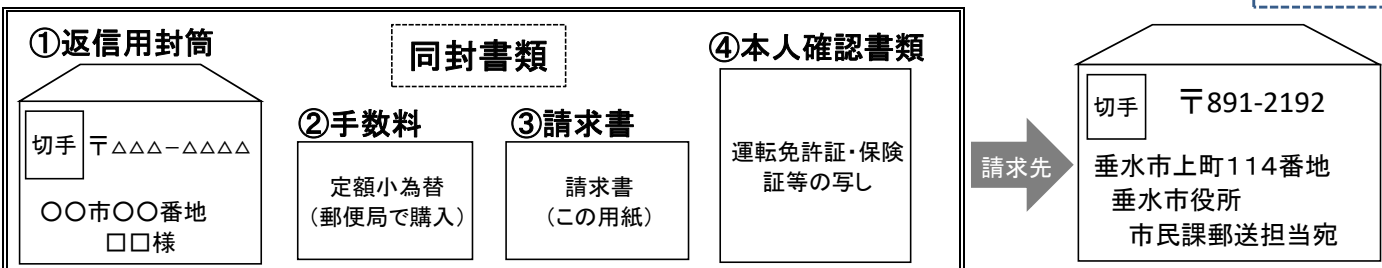 ①返信用封筒
切手
〒△△△-△△△△
〇〇市〇〇番地
□□様
同封書類
②手数料
定額小為替
(郵便局で購入)
③請求書
請求書
(この用紙)
④本人確認書類
運転免許証・保険
証等の写し
請求先
切手
〒891-2192
垂水市上町114番地
垂水市役所
市民課郵送担当宛